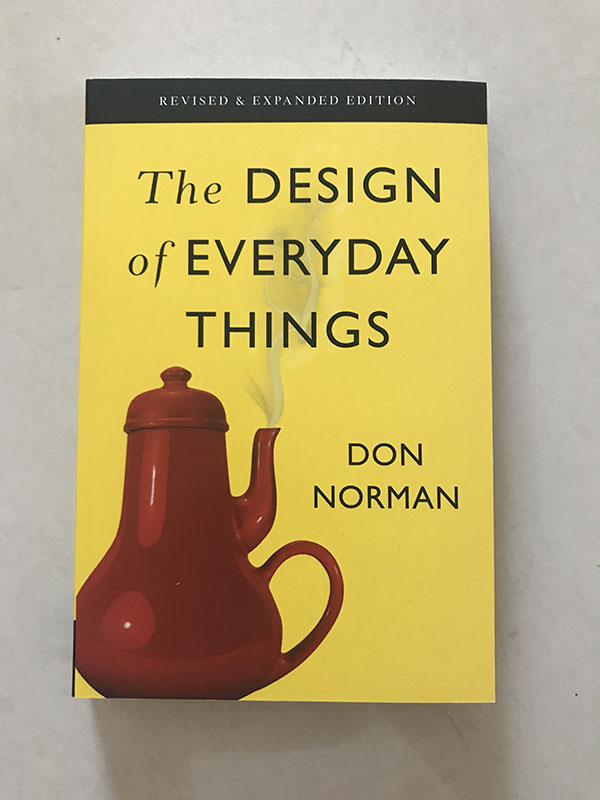 REVISED & EXPANDED EDITION
The DESIGN
of EVERYDAY
THINGS
DON
NORMAN